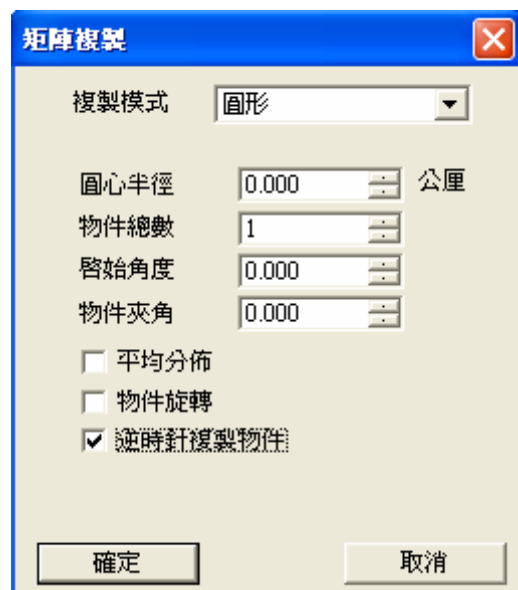 矩陣複製
複製模式 圓形
圓心半徑 0.000 公厘
物件總數 1
啓始角度 0.000
物件夾角 0.000
平均分佈
物件旋轉
逆時針複製物件
確定 取消